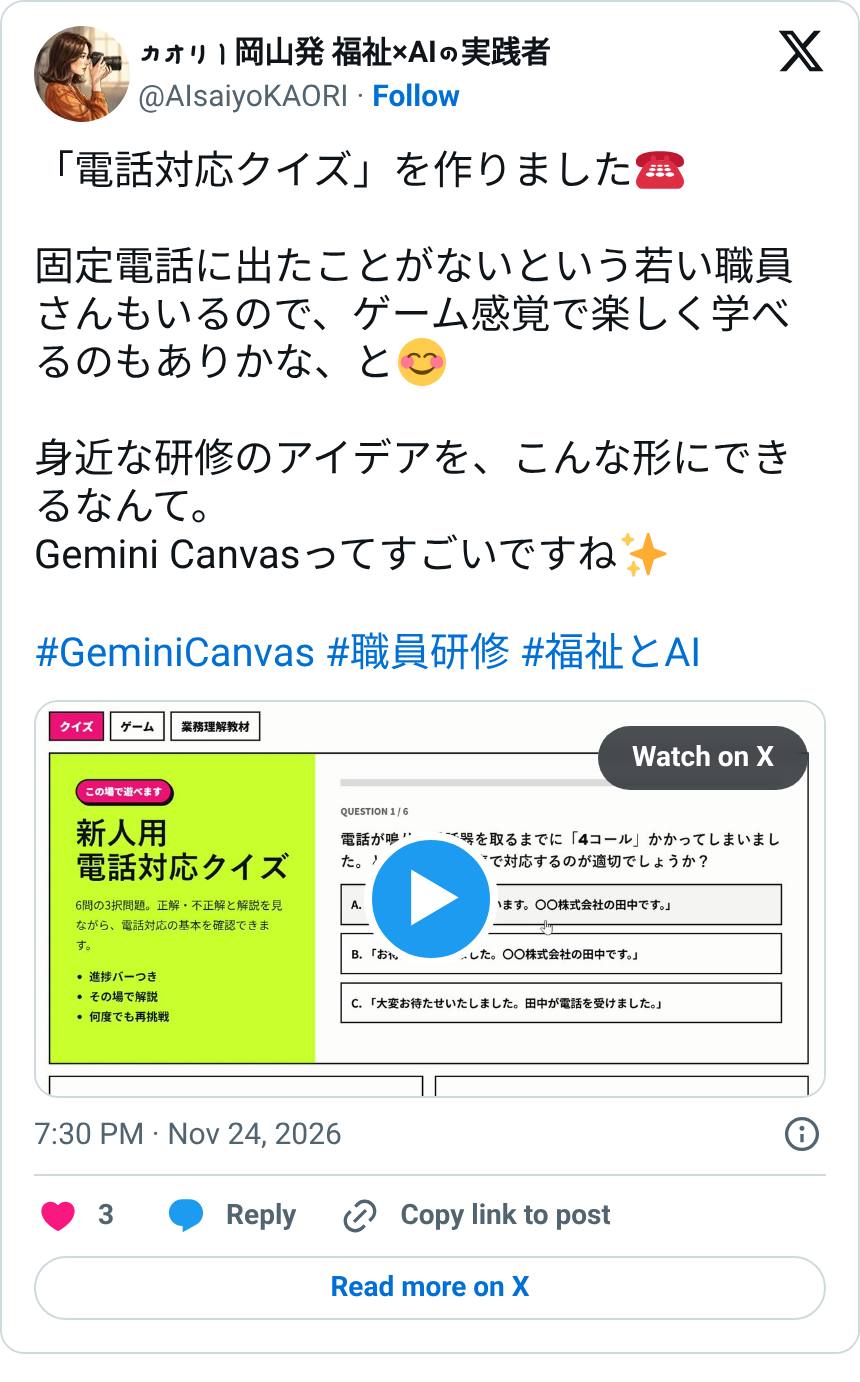 カオリ | 岡山発 福祉×AIの実践者
@AIsaiyoKAORI · Follow
「電話対応クイズ」を作りました☎️
固定電話に出たことがないという若い職員
さんもいるので、ゲーム感覚で楽しく学べ
るのもありかな、と😊
身近な研修のアイデアを、こんな形にでき
るなんて。
Gemini Canvasってすごいですね✨
#GeminiCanvas #職員研修 #福祉とAI
クイズ ゲーム 業務理解教材
Watch on X
この場で遊べます
新人用
電話対応クイズ
6問の3択問題。正解・不正解と解説を見
ながら、電話対応の基本を確認できま
す。
• 進捗バーつき
• その場で解説
• 何度でも再挑戦
QUESTION 1 / 6
電話が鳴 器を取るまでに「4コール」かかってしまいまし
た。 で対応するのが適切でしょうか？
A. います。〇〇株式会社の田中です。」
B. 「お した。〇〇株式会社の田中です。」
C. 「大変お待たせいたしました。田中が電話を受けました。」
7:30 PM · Nov 24, 2026
3 Reply Copy link to post
Read more on X